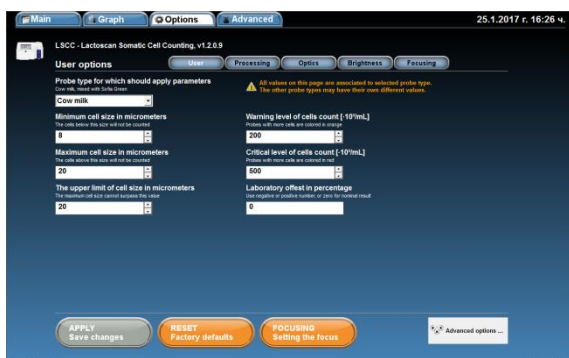 Main
Graph
Options
Advanced
25.1.2017 г. 16:26 ч.
LSCC - Lactoscan Somatic Cell Counting, v1.2.0.9
User options
User
Processing
Optics
Brightness
Focusing
Probe type for which should apply parameters
Cow milk, mixed with Sofia Green
Cow milk
All values on this page are associated to selected probe type.
The other probe types may have their own different values.
Minimum cell size in micrometers
The cells below this size will not be counted
8
Warning level of cells count [·10³/mL]
Probes with more cells are colored in orange
200
Maximum cell size in micrometers
The cells above this size will not be counted
20
Critical level of cells count [·10³/mL]
Probes with more cells are colored in red
500
The upper limit of cell size in micrometers
The maximum cell size cannot surpass this value
20
Laboratory offest in percentage
Use negative or positive number, or zero for nominal result
0
APPLY
Save changes
RESET
Factory defaults
FOCUSING
Setting the focus
Advanced options ...